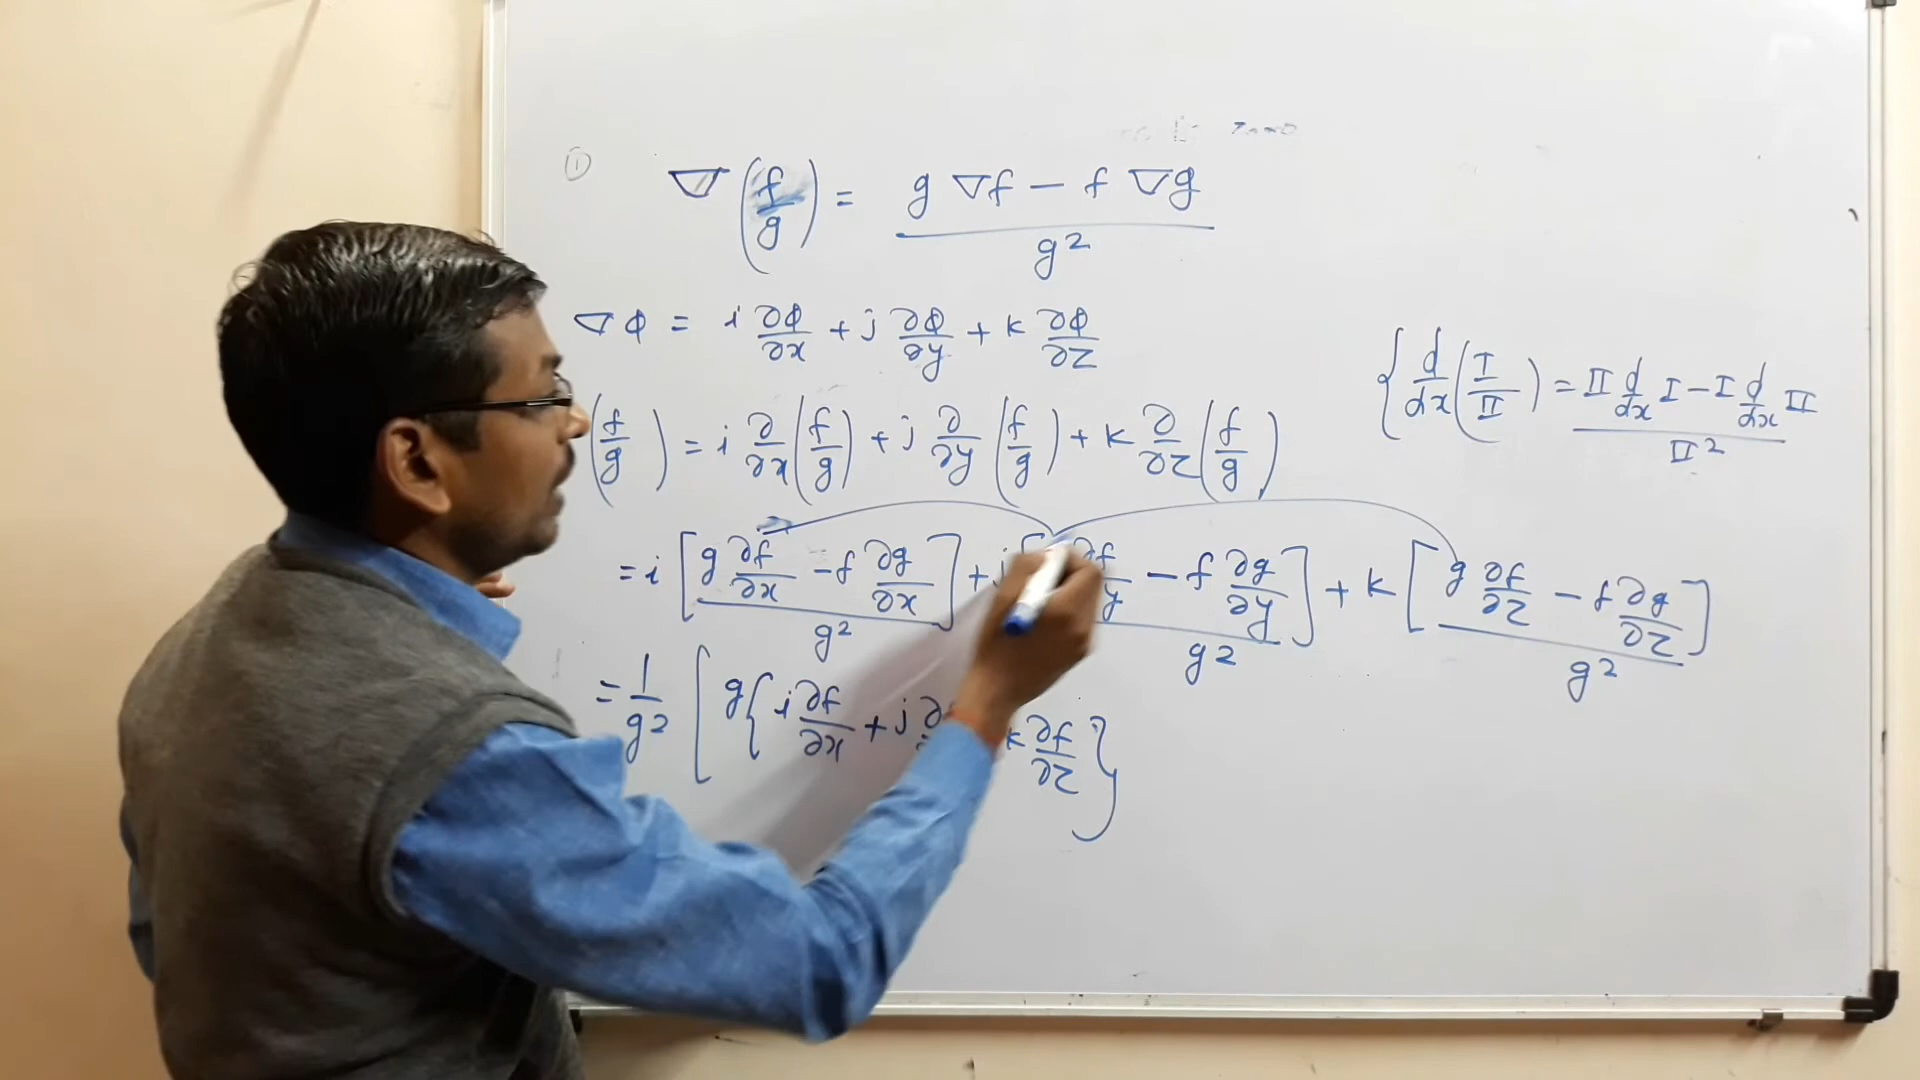 ①
∇(f/g) = (g ∇f − f ∇g)/g²
∇φ = i ∂φ/∂x + j ∂φ/∂y + k ∂φ/∂z
{ d/dx (I/II) = (II d/dx I − I d/dx II)/II²
(f/g) = i ∂/∂x (f/g) + j ∂/∂y (f/g) + k ∂/∂z (f/g)
= i [(g ∂f/∂x − f ∂g/∂x)/g²] + j [∂f/∂y − f ∂g/∂y)/g²] + k [(g ∂f/∂z − f ∂g/∂z)/g²]
= 1/g² [ g { i ∂f/∂x + j ∂ k ∂f/∂z }